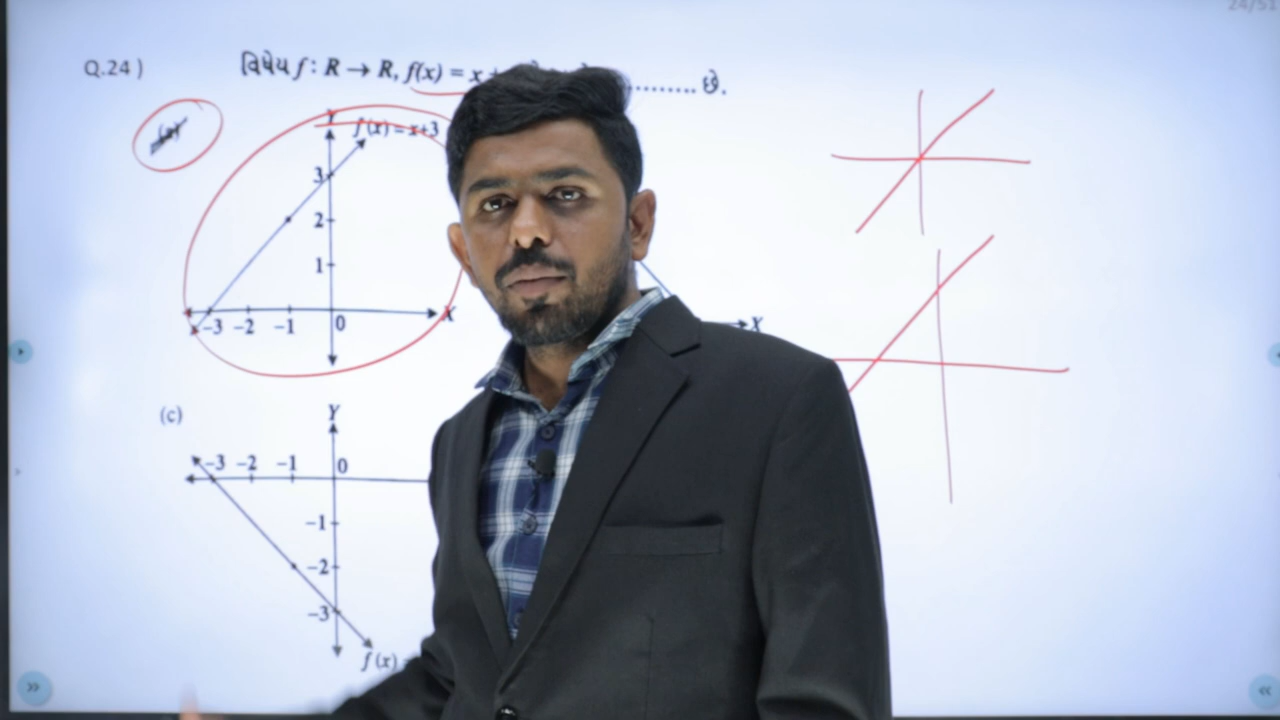 24/51
Q.24)
વિધેય f : R → R, f(x) = x+ .......... છે.
(a)
Y
f(x) = x+3
3
2
1
-3 -2 -1 0 X
X
(c)
Y
-3 -2 -1 0
-1
-2
-3
f(x)